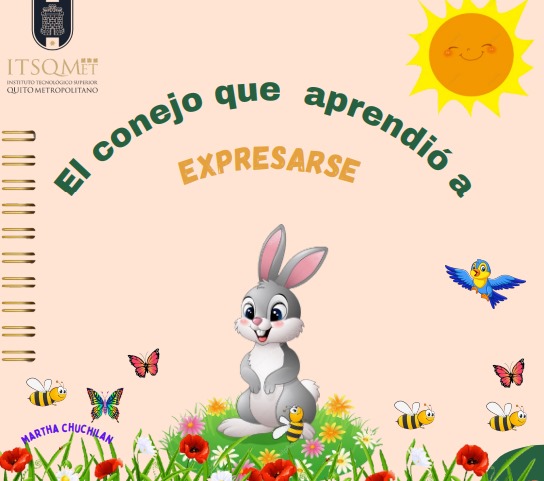 ITSQMET
INSTITUTO TECNOLÓGICO SUPERIOR
QUITO METROPOLITANO
El conejo que aprendió a
EXPRESARSE
MARTHA CHUCHILAN